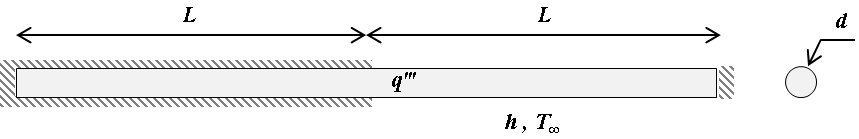 L L
d
q'''
h , T∞